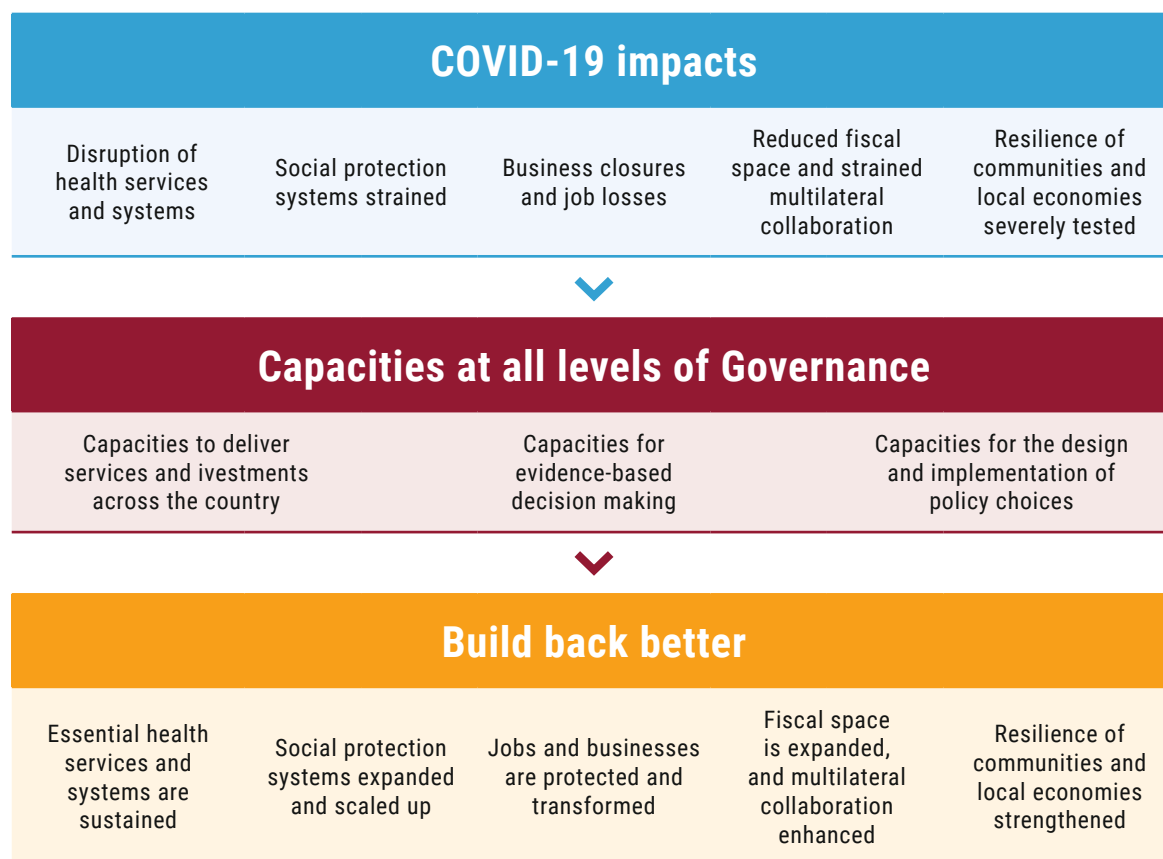 COVID-19 impacts
Disruption of
health services
and systems
Social protection
systems strained
Business closures
and job losses
Reduced fiscal
space and strained
multilateral
collaboration
Resilience of
communities and
local economies
severely tested
Capacities at all levels of Governance
Capacities to deliver
services and ivestments
across the country
Capacities for
evidence-based
decision making
Capacities for the design
and implementation of
policy choices
Build back better
Essential health
services and
systems are
sustained
Social protection
systems expanded
and scaled up
Jobs and businesses
are protected and
transformed
Fiscal space
is expanded,
and multilateral
collaboration
enhanced
Resilience of
communities and
local economies
strengthened